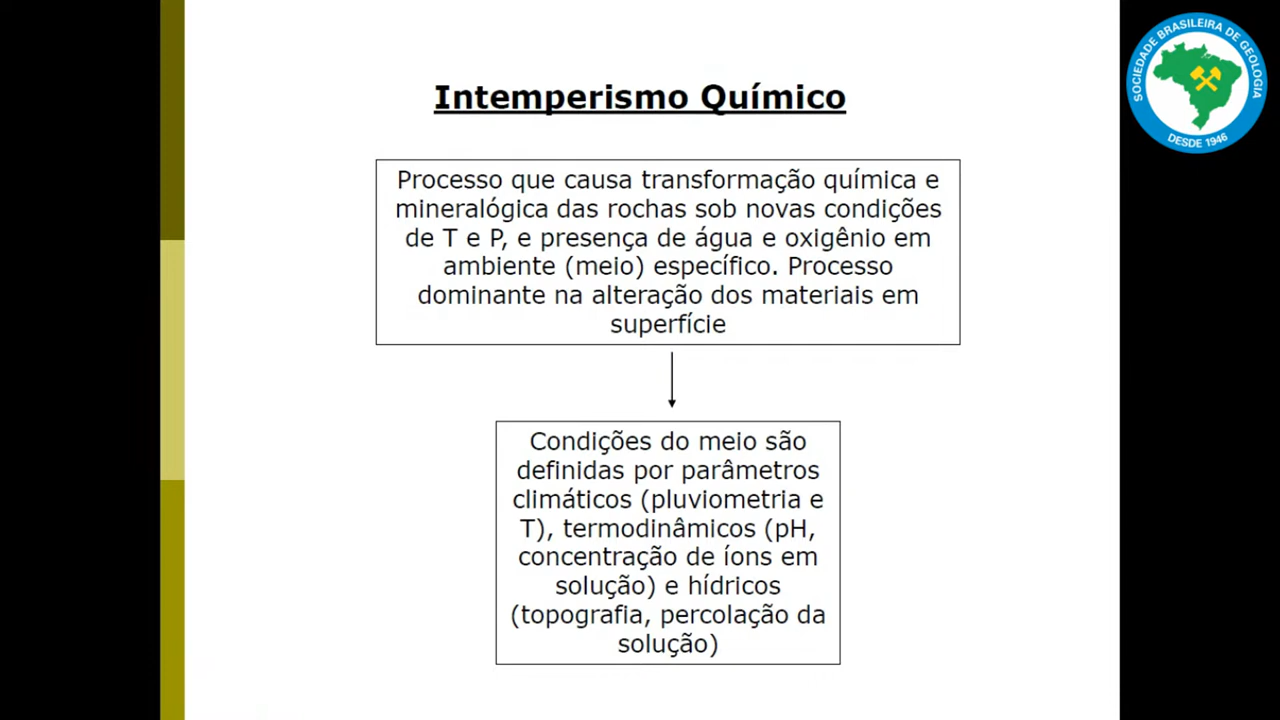 Intemperismo Químico
Processo que causa transformação química e
mineralógica das rochas sob novas condições
de T e P, e presença de água e oxigênio em
ambiente (meio) específico. Processo
dominante na alteração dos materiais em
superfície
Condições do meio são
definidas por parâmetros
climáticos (pluviometria e
T), termodinâmicos (pH,
concentração de íons em
solução) e hídricos
(topografia, percolação da
solução)
SOCIEDADE BRASILEIRA DE GEOLOGIA
DESDE 1946